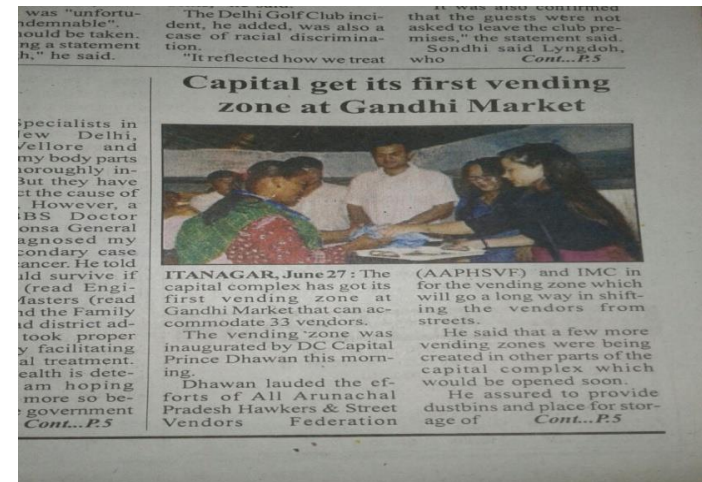 was "unfortu-
ndemnable".
hould be taken.
ng a statement
h," he said.
The Delhi Golf Club inci-
dent, he added, was also a
case of racial discrimina-
tion.
"It reflected how we treat
It was also confirmed
that the guests were not
asked to leave the club pre-
mises," the statement said.
Sondhi said Lyngdoh,
who Cont...P.5
Specialists in
New Delhi,
Vellore and
my body parts
horoughly in-
But they have
ct the cause of
However, a
BBS Doctor
onsa General
agnosed my
condary case
ancer. He told
uld survive if
(read Engi-
Masters (read
nd the Family
nd district ad-
took proper
y facilitating
al treatment.
ealth is dete-
am hoping
more so be-
government
Cont...P.5
Capital get its first vending
zone at Gandhi Market
ITANAGAR, June 27 : The
capital complex has got its
first vending zone at
Gandhi Market that can ac-
commodate 33 vendors.
The vending zone was
inaugurated by DC Capital
Prince Dhawan this morn-
ing.
Dhawan lauded the ef-
forts of All Arunachal
Pradesh Hawkers & Street
Vendors Federation
(AAPHSVF) and IMC in
for the vending zone which
will go a long way in shift-
ing the vendors from
streets.
He said that a few more
vending zones were being
created in other parts of the
capital complex which
would be opened soon.
He assured to provide
dustbins and place for stor-
age of Cont...P.5